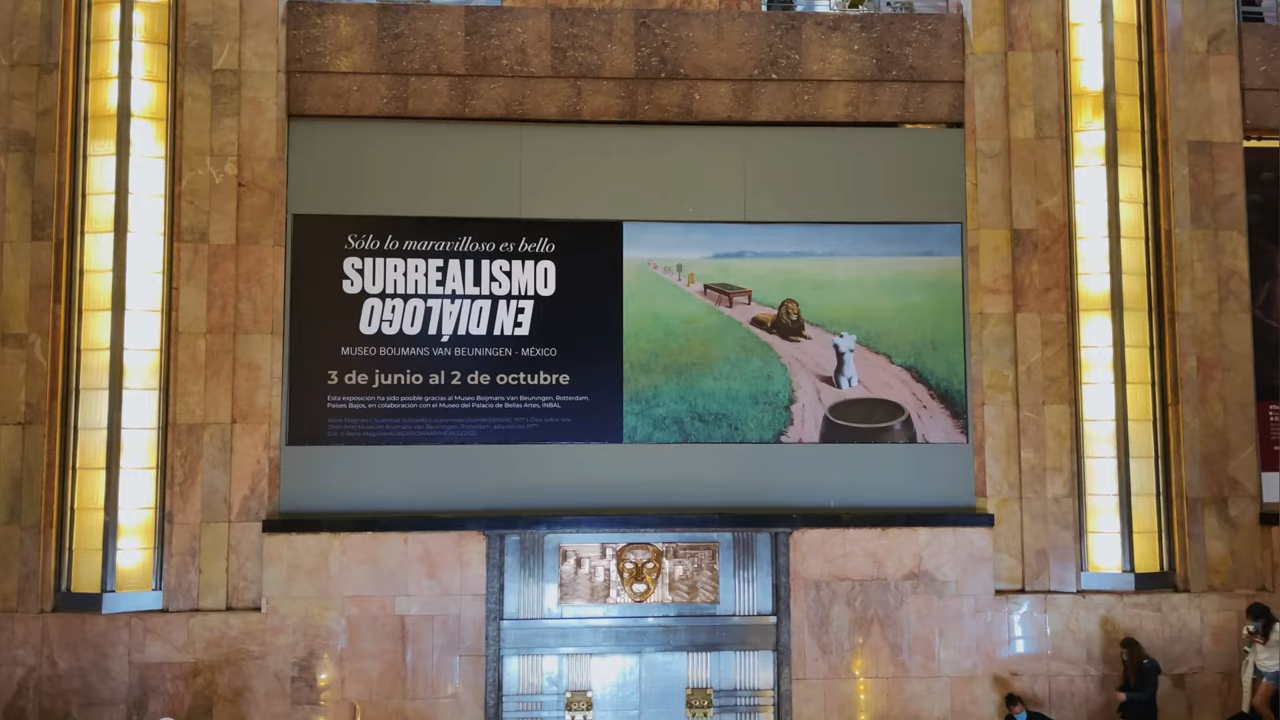 Sólo lo maravilloso es bello
SURREALISMO
EN DIÁLOGO
MUSEO BOIJMANS VAN BEUNINGEN - MÉXICO
3 de junio al 2 de octubre
Esta exposición ha sido posible gracias al Museo Boijmans Van Beuningen, Rotterdam,
Países Bajos, en colaboración con el Museo del Palacio de Bellas Artes, INBAL